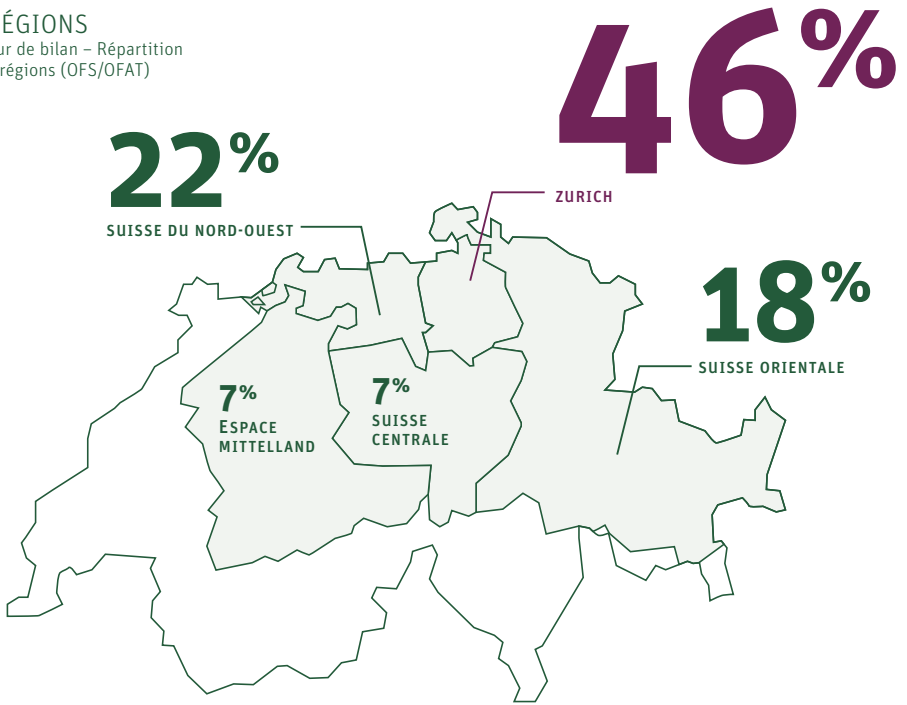 ÉGIONS
ur de bilan – Répartition
régions (OFS/OFAT)
46%
ZURICH
22%
SUISSE DU NORD-OUEST
18%
SUISSE ORIENTALE
7%
ESPACE
MITTELLAND
7%
SUISSE
CENTRALE